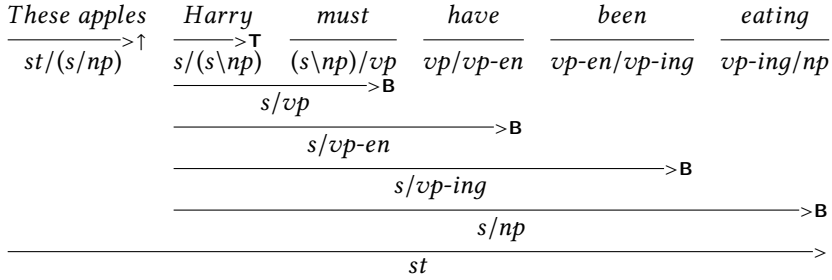 These apples Harry must have been eating
>↑ >T
st/(s/np) s/(s\np) (s\np)/vp vp/vp-en vp-en/vp-ing vp-ing/np
>B
s/vp
>B
s/vp-en
>B
s/vp-ing
>B
s/np
>
st